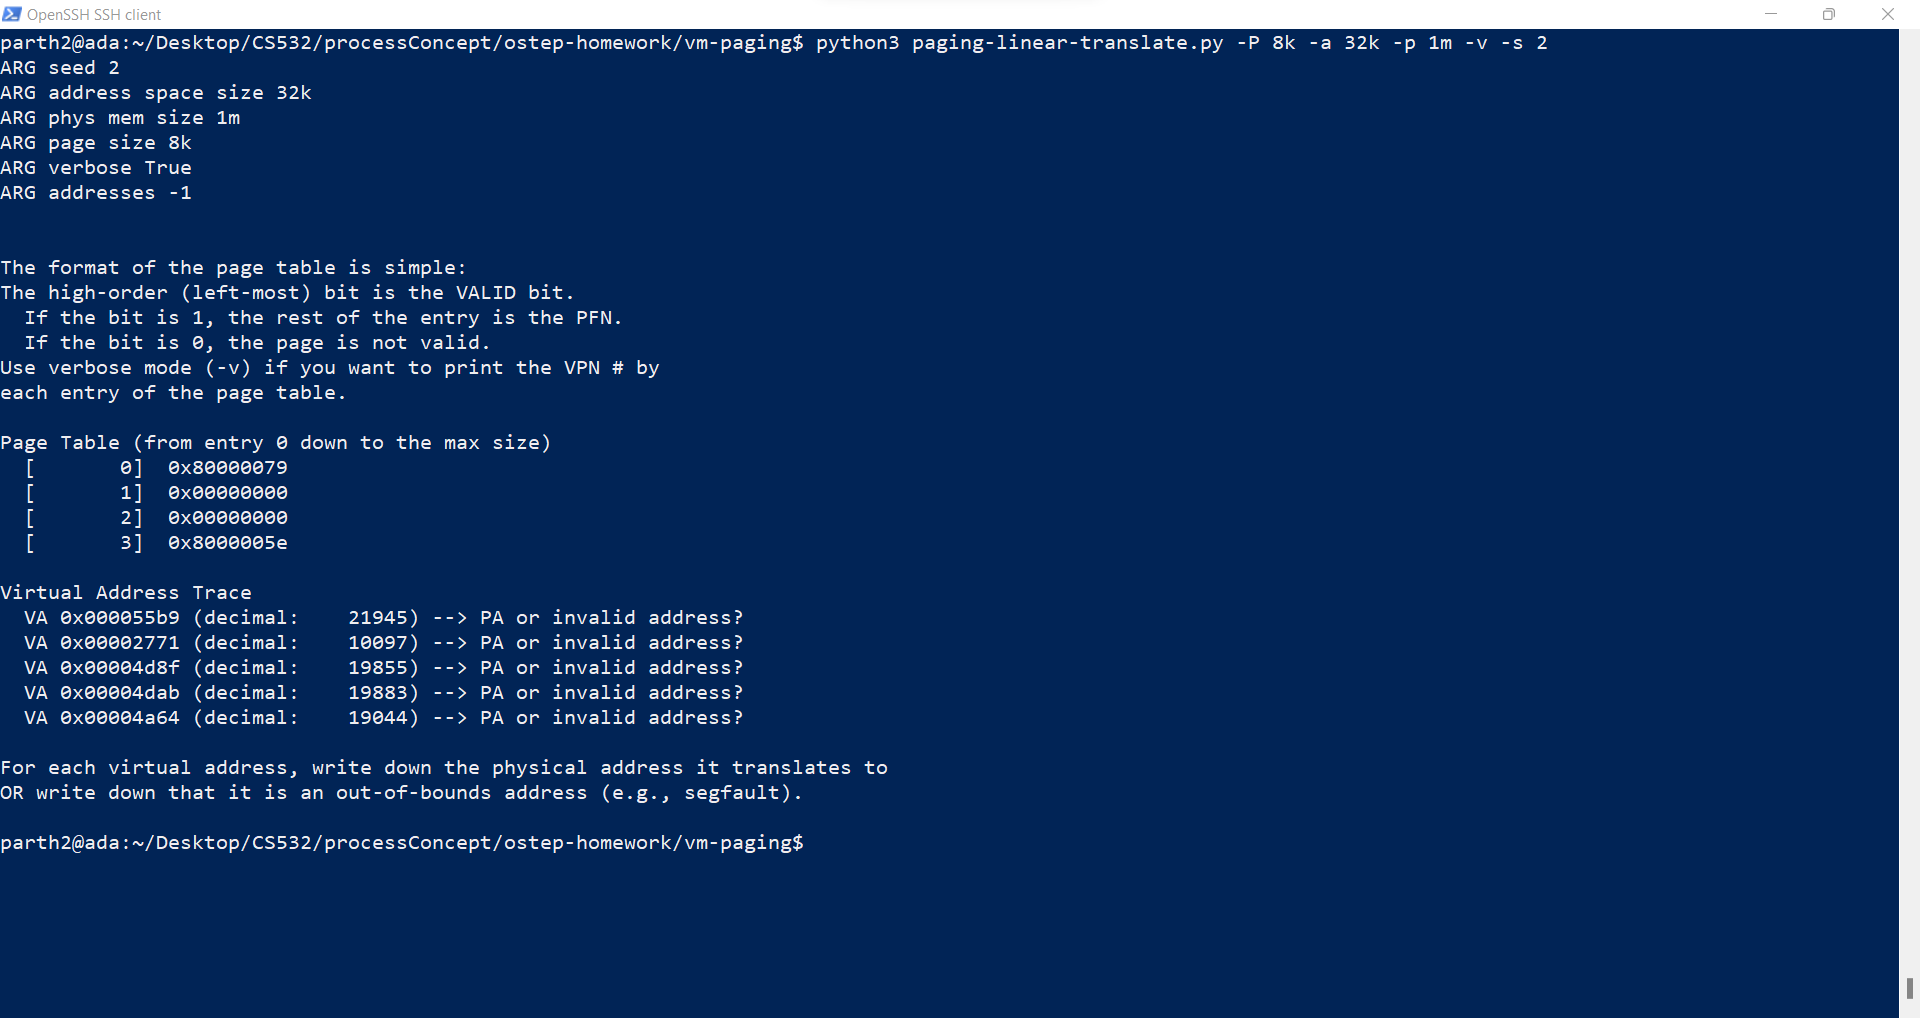 OpenSSH SSH client
parth2@ada:~/Desktop/CS532/processConcept/ostep-homework/vm-paging$ python3 paging-linear-translate.py -P 8k -a 32k -p 1m -v -s 2
ARG seed 2
ARG address space size 32k
ARG phys mem size 1m
ARG page size 8k
ARG verbose True
ARG addresses -1
The format of the page table is simple:
The high-order (left-most) bit is the VALID bit.
  If the bit is 1, the rest of the entry is the PFN.
  If the bit is 0, the page is not valid.
Use verbose mode (-v) if you want to print the VPN # by
each entry of the page table.
Page Table (from entry 0 down to the max size)
  [       0]  0x80000079
  [       1]  0x00000000
  [       2]  0x00000000
  [       3]  0x8000005e
Virtual Address Trace
  VA 0x000055b9 (decimal:    21945) --> PA or invalid address?
  VA 0x00002771 (decimal:    10097) --> PA or invalid address?
  VA 0x00004d8f (decimal:    19855) --> PA or invalid address?
  VA 0x00004dab (decimal:    19883) --> PA or invalid address?
  VA 0x00004a64 (decimal:    19044) --> PA or invalid address?
For each virtual address, write down the physical address it translates to
OR write down that it is an out-of-bounds address (e.g., segfault).
parth2@ada:~/Desktop/CS532/processConcept/ostep-homework/vm-paging$